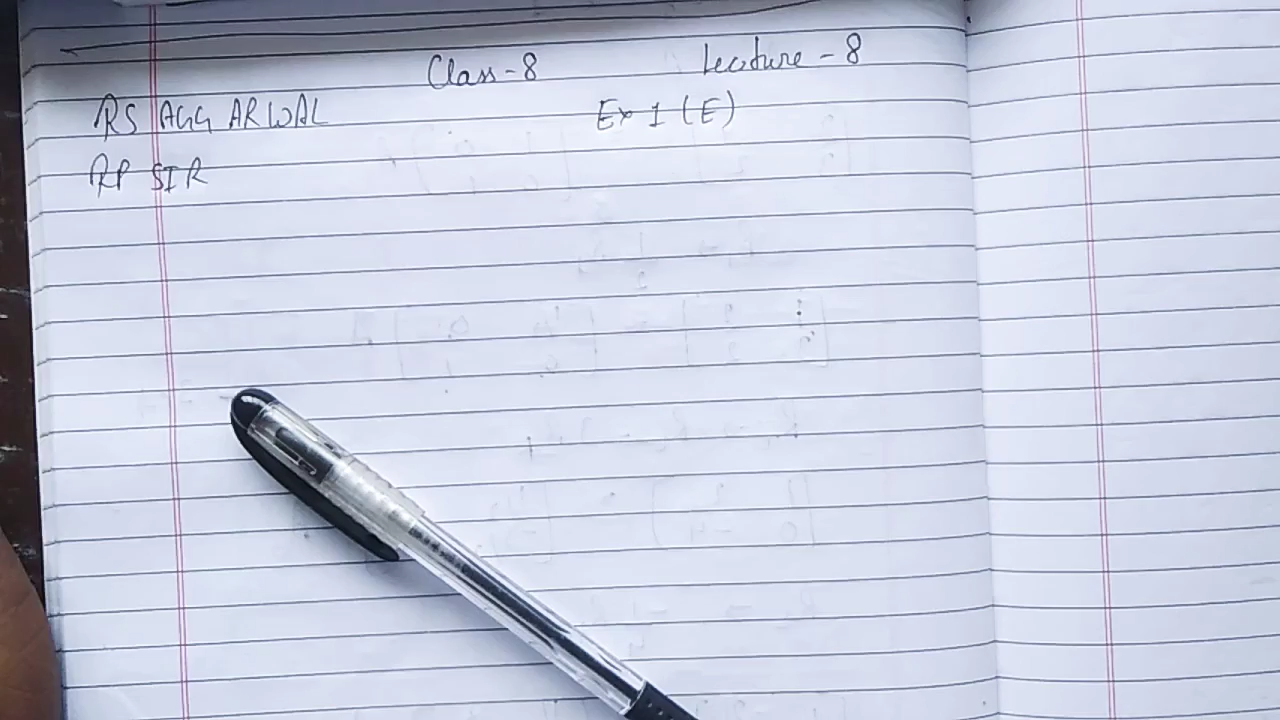 Class-8 Lecture - 8
RS AGGARWAL Ex 1 (E)
RP SIR